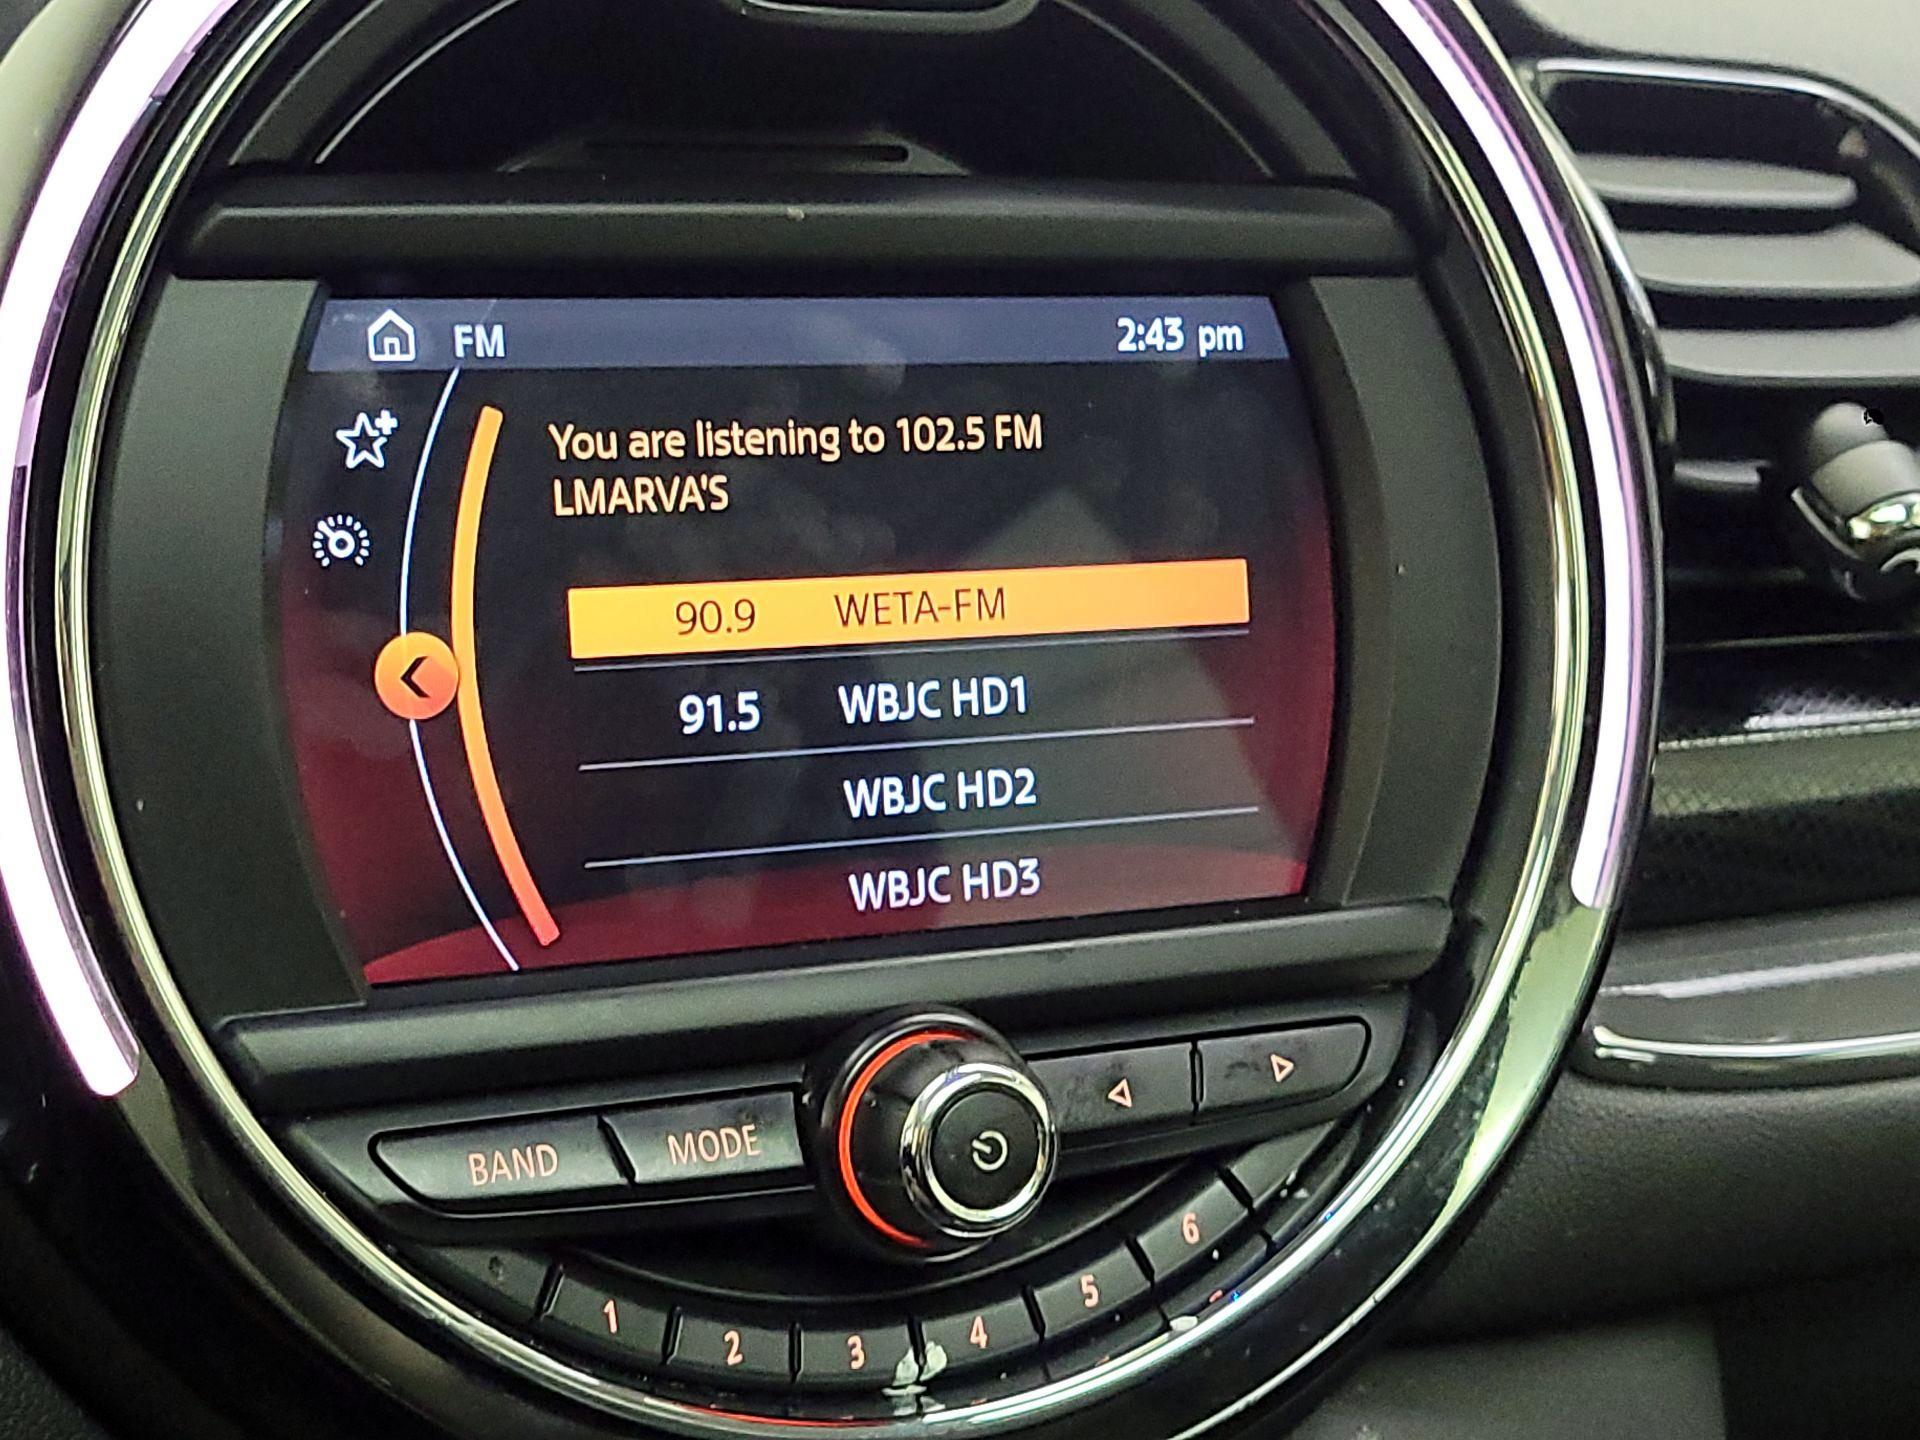 FM 2:43 pm
You are listening to 102.5 FM
LMARVA'S
90.9 WETA-FM
91.5 WBJC HD1
WBJC HD2
WBJC HD3
BAND MODE
1 2 3 4 5 6